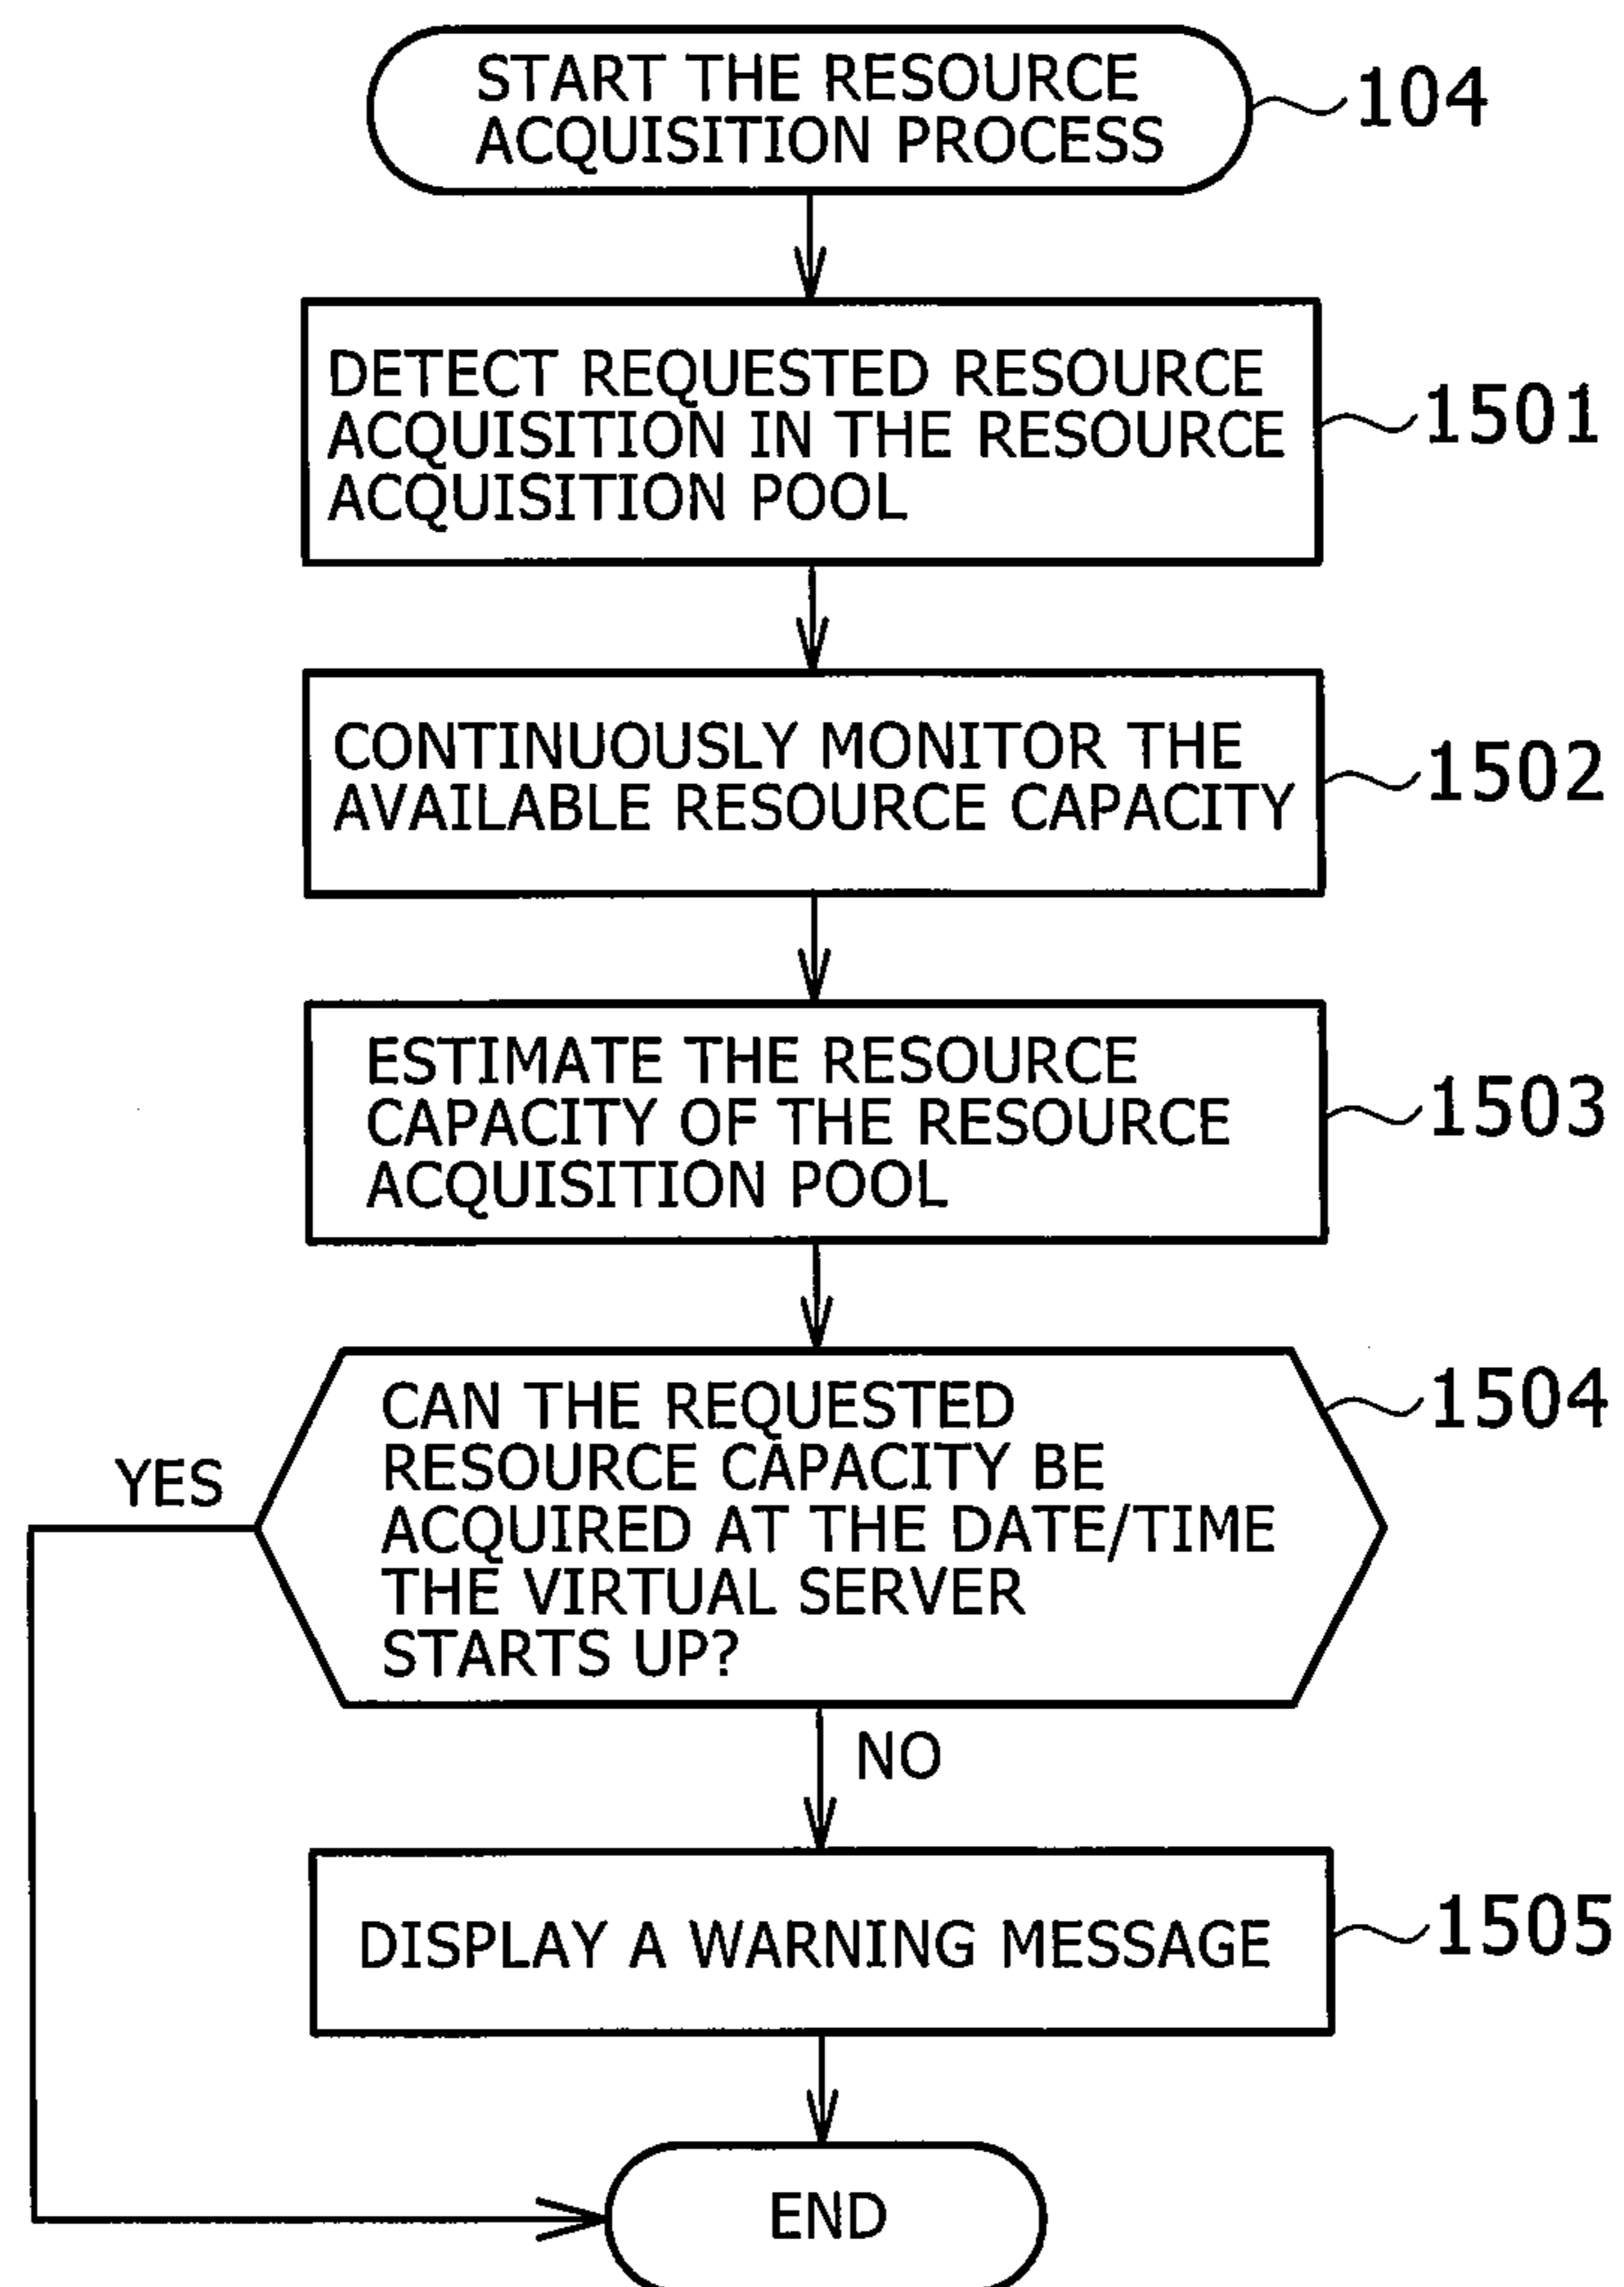 START THE RESOURCE
ACQUISITION PROCESS
104
DETECT REQUESTED RESOURCE
ACQUISITION IN THE RESOURCE
ACQUISITION POOL
1501
CONTINUOUSLY MONITOR THE
AVAILABLE RESOURCE CAPACITY
1502
ESTIMATE THE RESOURCE
CAPACITY OF THE RESOURCE
ACQUISITION POOL
1503
CAN THE REQUESTED
RESOURCE CAPACITY BE
ACQUIRED AT THE DATE/TIME
THE VIRTUAL SERVER
STARTS UP?
1504
YES
NO
DISPLAY A WARNING MESSAGE
1505
END